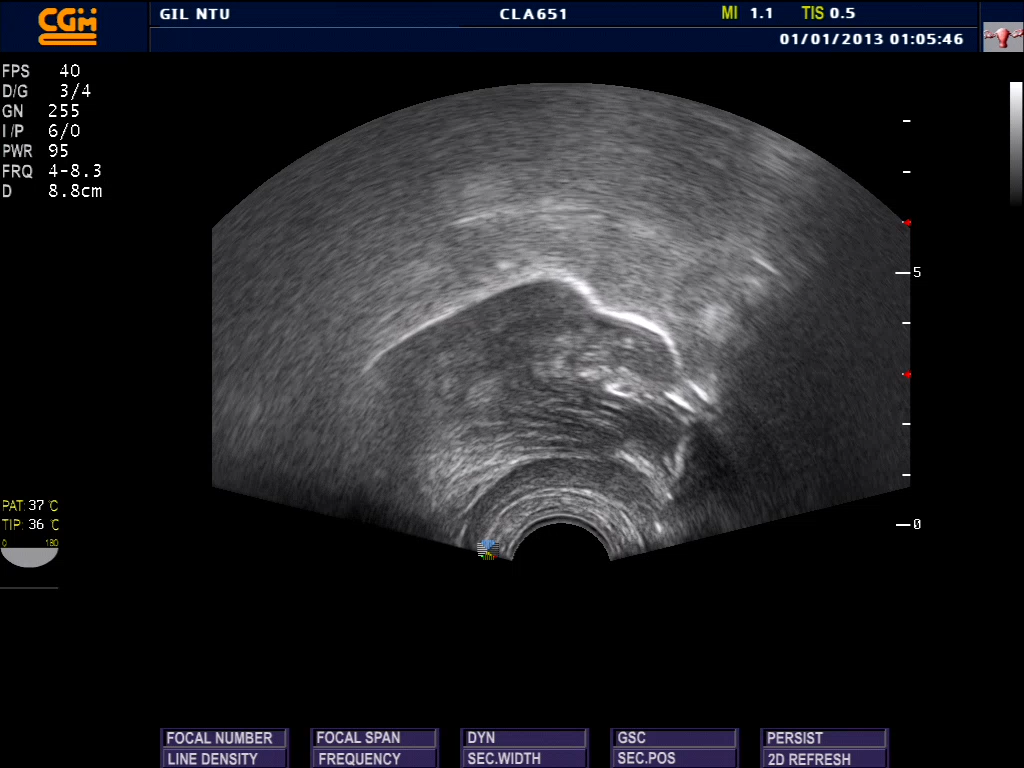 CGM
GIL NTU CLA651 MI 1.1 TIS 0.5
01/01/2013 01:05:46
FPS 40
D/G 3/4
GN 255
I/P 6/0
PWR 95
FRQ 4-8.3
D 8.8cm
5
PAT: 37 °C
TIP: 36 °C
0 180
0
FOCAL NUMBER FOCAL SPAN DYN GSC PERSIST
LINE DENSITY FREQUENCY SEC.WIDTH SEC.POS 2D REFRESH